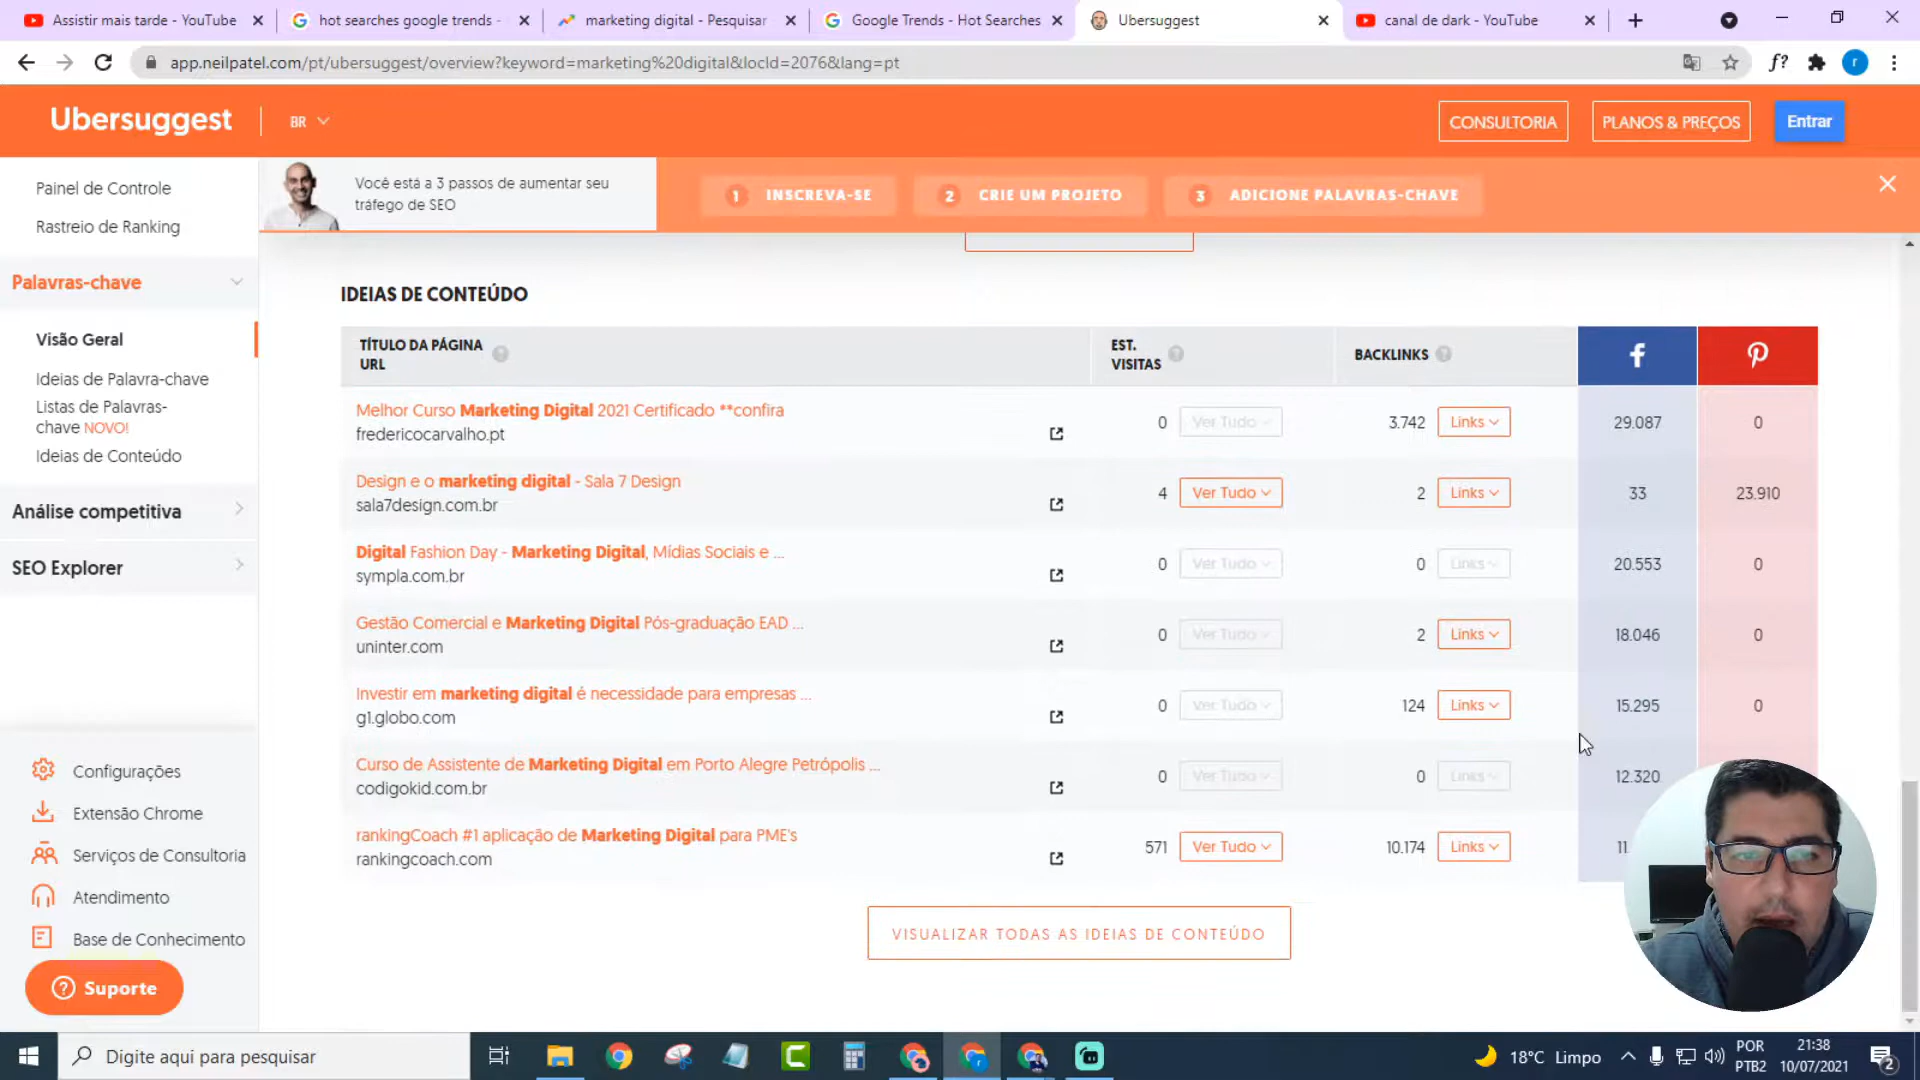 Assistir mais tarde - YouTube
hot searches google trends -
marketing digital - Pesquisar
Google Trends - Hot Searches
Ubersuggest
canal de dark - YouTube
app.neilpatel.com/pt/ubersuggest/overview?keyword=marketing%20digital&locId=2076&lang=pt
f?
r
Ubersuggest
BR
CONSULTORIA
PLANOS & PREÇOS
Entrar
Você está a 3 passos de aumentar seu
tráfego de SEO
1 INSCREVA-SE
2 CRIE UM PROJETO
3 ADICIONE PALAVRAS-CHAVE
Painel de Controle
Rastreio de Ranking
Palavras-chave
Visão Geral
Ideias de Palavra-chave
Listas de Palavras-
chave NOVO!
Ideias de Conteúdo
Análise competitiva
SEO Explorer
Configurações
Extensão Chrome
Serviços de Consultoria
Atendimento
Base de Conhecimento
Suporte
IDEIAS DE CONTEÚDO
TÍTULO DA PÁGINA
URL
EST.
VISITAS
BACKLINKS
Melhor Curso Marketing Digital 2021 Certificado **confira
fredericocarvalho.pt
0 Ver Tudo 3.742 Links 29.087 0
Design e o marketing digital - Sala 7 Design
sala7design.com.br
4 Ver Tudo 2 Links 33 23.910
Digital Fashion Day - Marketing Digital, Mídias Sociais e ...
sympla.com.br
0 Ver Tudo 0 Links 20.553 0
Gestão Comercial e Marketing Digital Pós-graduação EAD ...
uninter.com
0 Ver Tudo 2 Links 18.046 0
Investir em marketing digital é necessidade para empresas ...
g1.globo.com
0 Ver Tudo 124 Links 15.295 0
Curso de Assistente de Marketing Digital em Porto Alegre Petrópolis ...
codigokid.com.br
0 Ver Tudo 0 Links 12.320
rankingCoach #1 aplicação de Marketing Digital para PME's
rankingcoach.com
571 Ver Tudo 10.174 Links 11.
VISUALIZAR TODAS AS IDEIAS DE CONTEÚDO
Digite aqui para pesquisar
18°C Limpo
POR
PTB2
21:38
10/07/2021
2